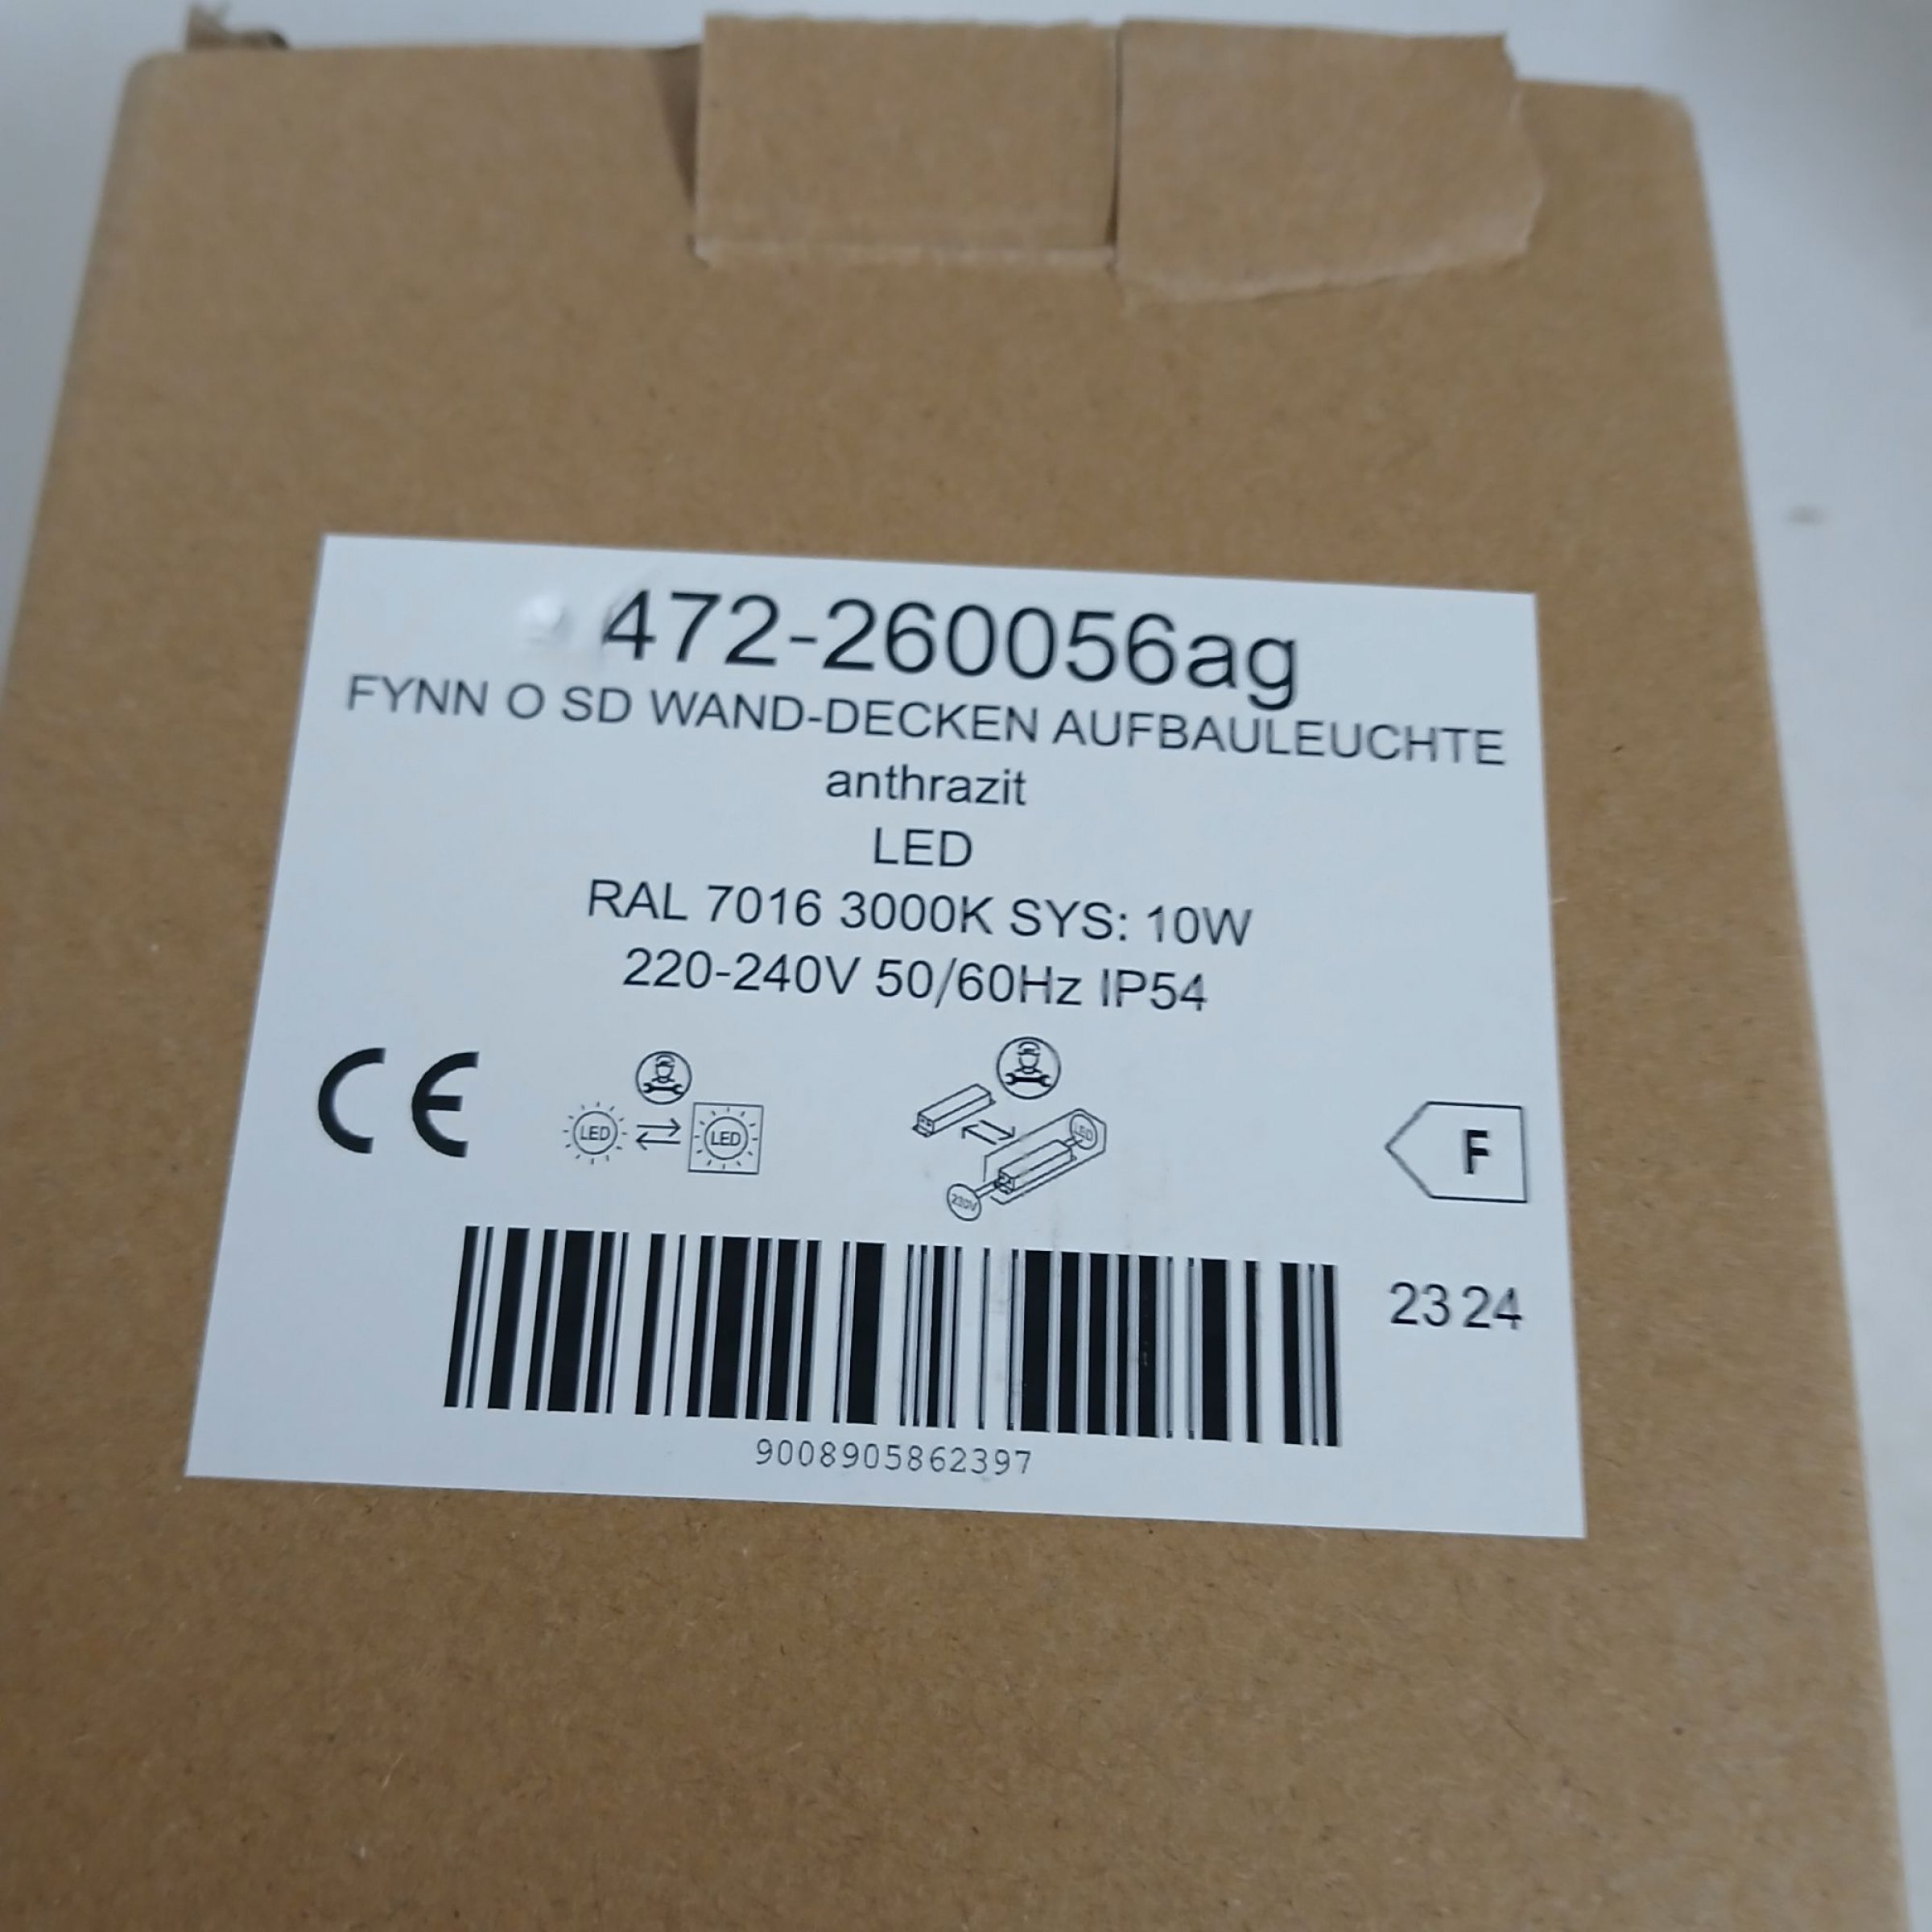 472-260056ag
FYNN O SD WAND-DECKEN AUFBAULEUCHTE
anthrazit
LED
RAL 7016 3000K SYS: 10W
220-240V 50/60Hz IP54
CE
LED LED
LED
230V
F
23 24
9008905862397